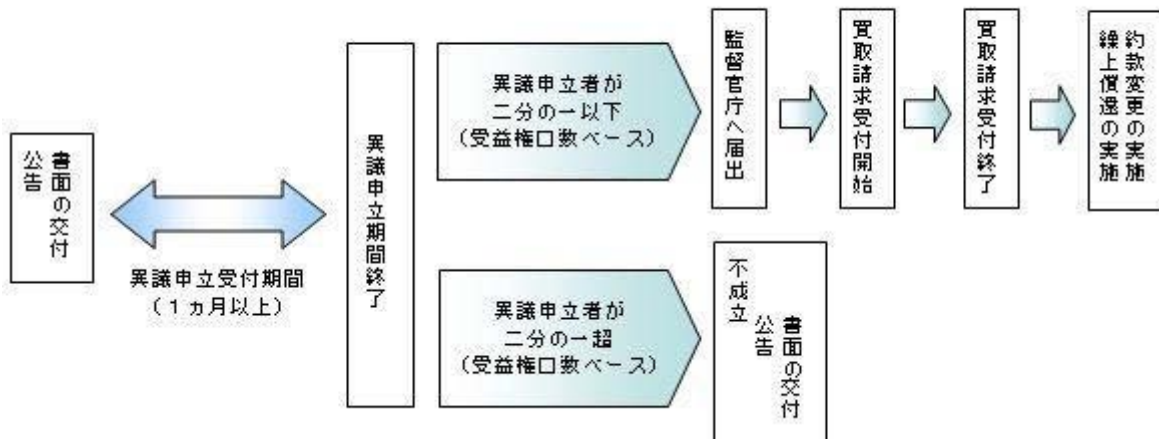 書面の交付
公告
異議申立受付期間
（１カ月以上）
異議申立期間終了
異議申立者が
二分の一以下
（受益権口数ベース）
監督官庁へ届出
買取請求受付開始
買取請求受付終了
約款変更の実施
繰上償還の実施
異議申立者が
二分の一超
（受益権口数ベース）
不成立
書面の交付
公告